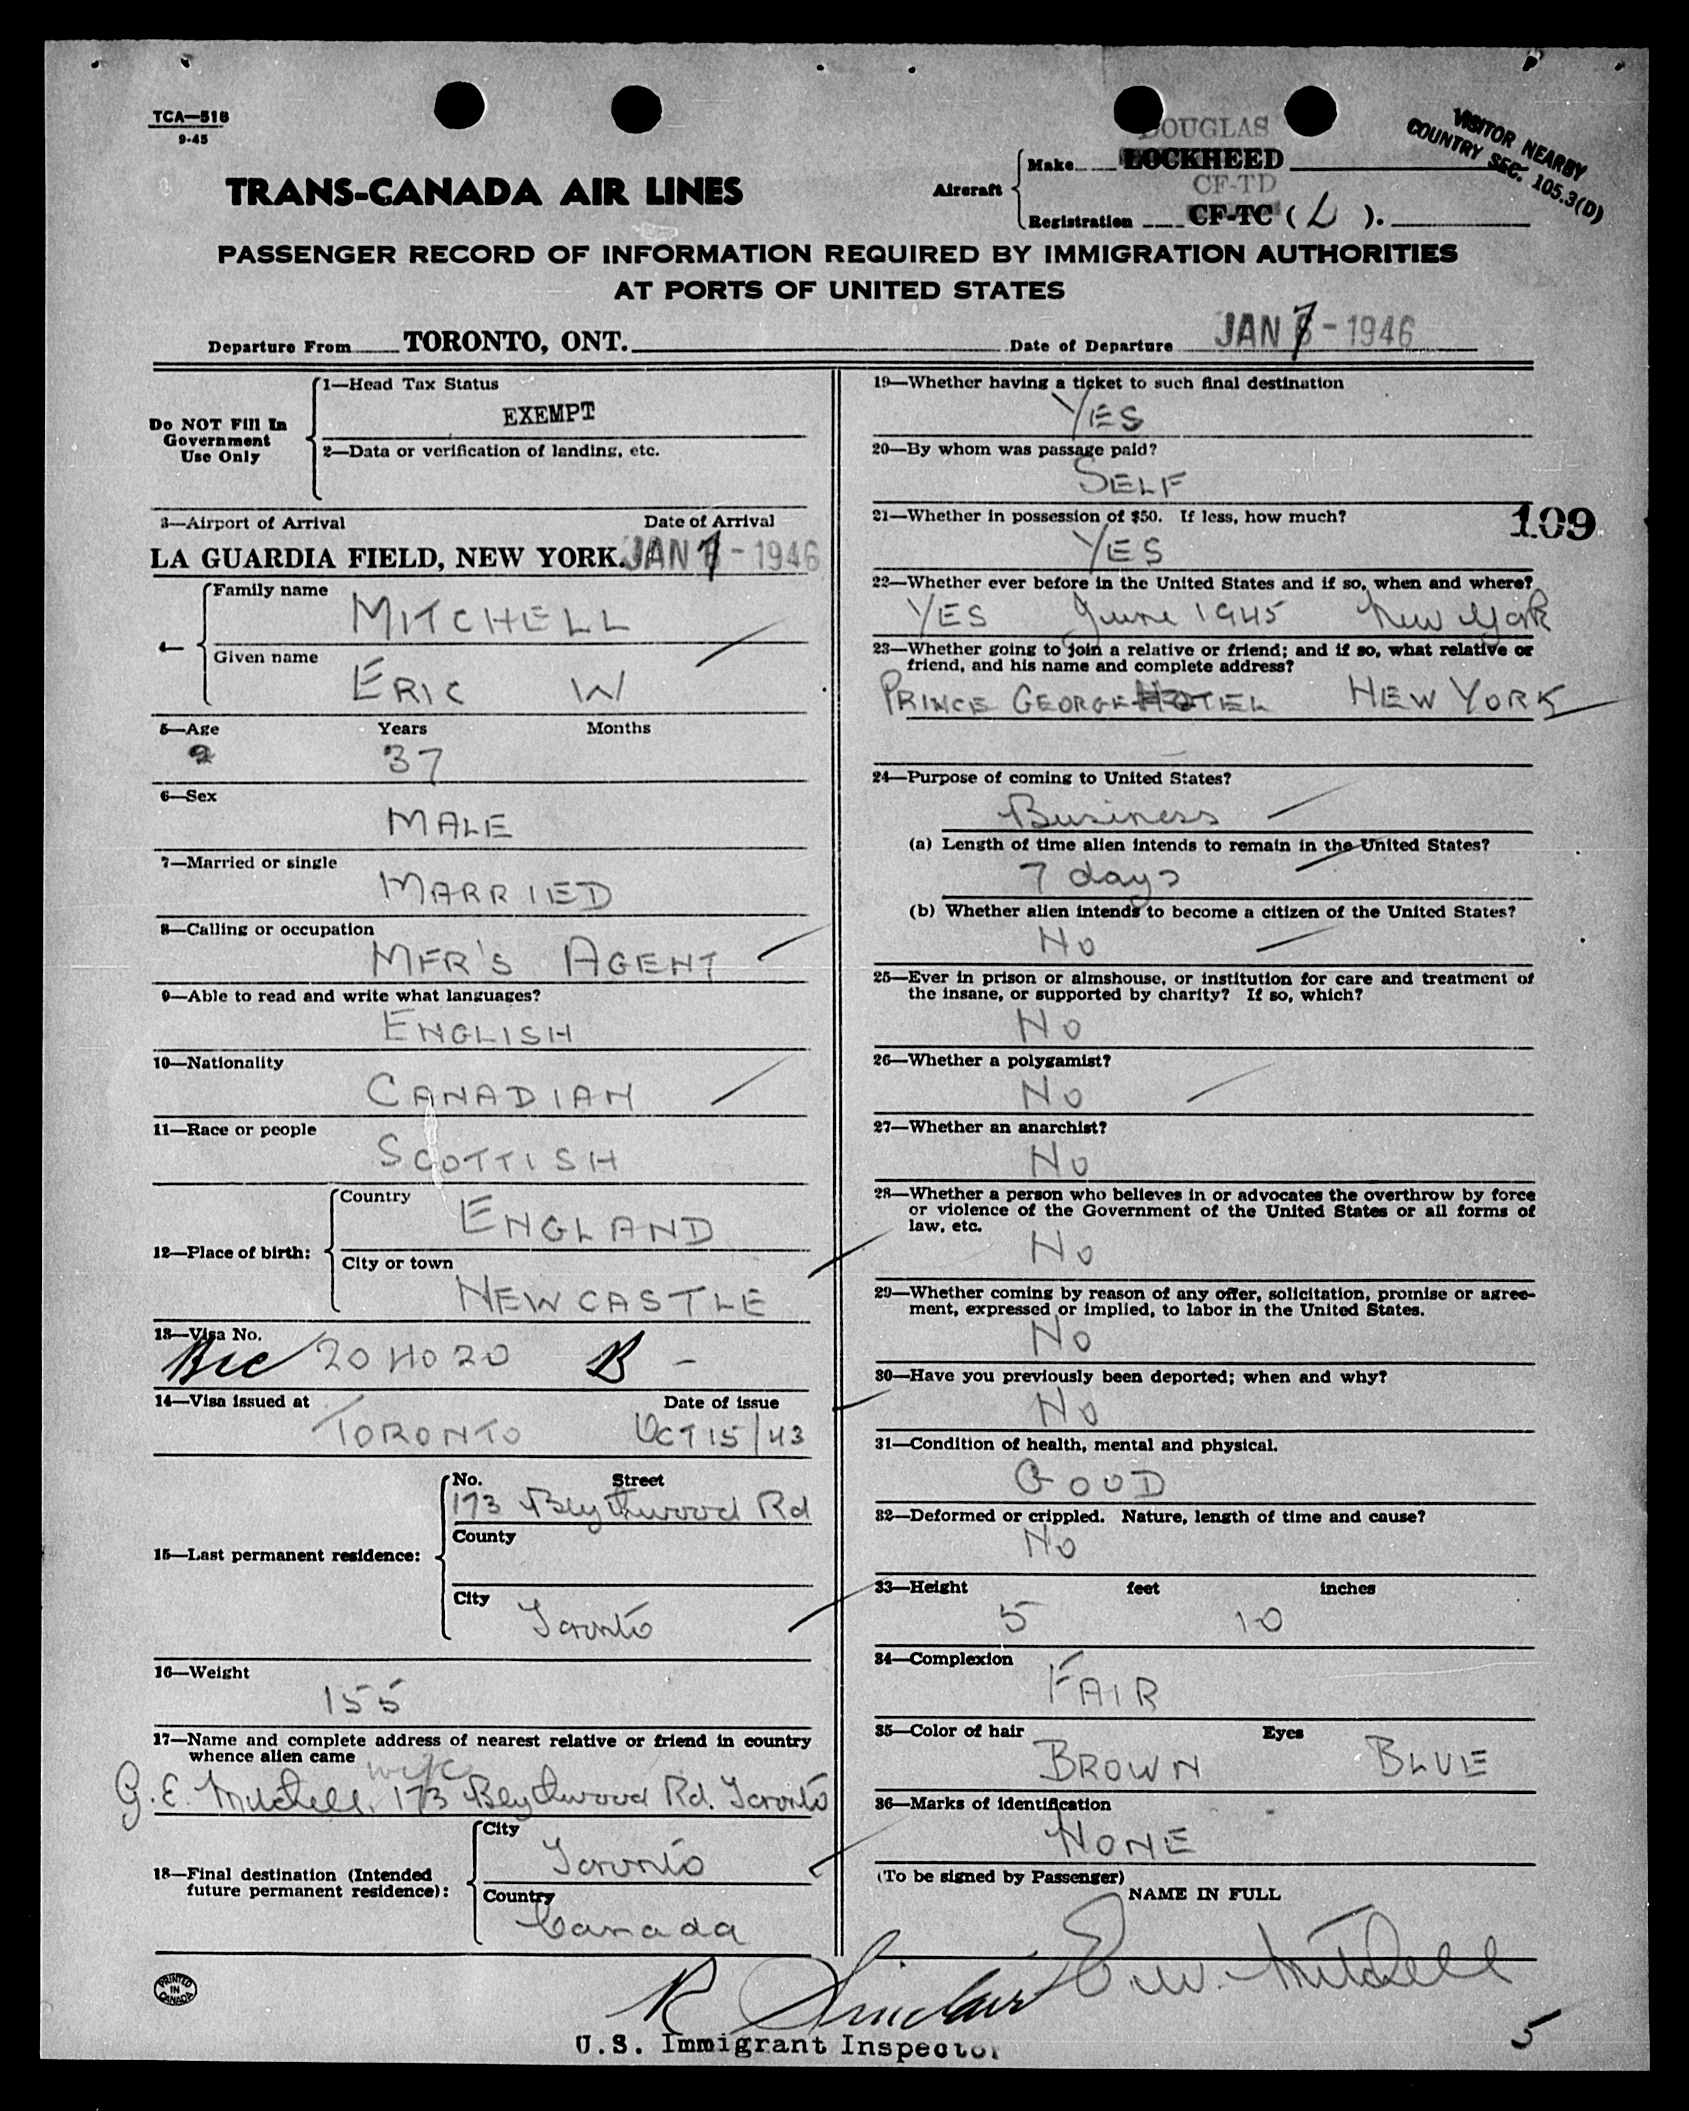 TCA—518
9-45
VISITOR NEARBY
COUNTRY SEC. 105.3(D)
DOUGLAS
Aircraft
Make LOCKHEED
CF-TD
Registration CF-TC ( L ).
TRANS-CANADA AIR LINES
PASSENGER RECORD OF INFORMATION REQUIRED BY IMMIGRATION AUTHORITIES
AT PORTS OF UNITED STATES
Departure From TORONTO, ONT. Date of Departure JAN 7 - 1946
Do NOT Fill In
Government
Use Only
1—Head Tax Status
EXEMPT
2—Data or verification of landing, etc.
3—Airport of Arrival Date of Arrival
LA GUARDIA FIELD, NEW YORK. JAN 7 - 1946
4—
Family name
MITCHELL
Given name
ERIC W
5—Age Years Months
37
6—Sex
MALE
7—Married or single
MARRIED
8—Calling or occupation
MFR'S AGENT
9—Able to read and write what languages?
ENGLISH
10—Nationality
CANADIAN
11—Race or people
SCOTTISH
12—Place of birth:
Country
ENGLAND
City or town
NEWCASTLE
13—Visa No.
BIC 204020 B -
14—Visa issued at Date of issue
TORONTO OCT 15/43
15—Last permanent residence:
No. Street
173 Blythwood Rd
County
City
Toronto
16—Weight
155
17—Name and complete address of nearest relative or friend in country
whence alien came
wife
G. E. Mitchell, 173 Blythwood Rd. Toronto
18—Final destination (Intended
future permanent residence):
City
Toronto
Country
Canada
19—Whether having a ticket to such final destination
YES
20—By whom was passage paid?
SELF
21—Whether in possession of $50. If less, how much?
YES
109
22—Whether ever before in the United States and if so, when and where?
YES June 1945 New York
23—Whether going to join a relative or friend; and if so, what relative or
friend, and his name and complete address?
PRINCE GEORGE HOTEL NEW YORK
24—Purpose of coming to United States?
Business
(a) Length of time alien intends to remain in the United States?
7 days
(b) Whether alien intends to become a citizen of the United States?
No
25—Ever in prison or almshouse, or institution for care and treatment of
the insane, or supported by charity? If so, which?
No
26—Whether a polygamist?
No
27—Whether an anarchist?
No
28—Whether a person who believes in or advocates the overthrow by force
or violence of the Government of the United States or all forms of
law, etc.
No
29—Whether coming by reason of any offer, solicitation, promise or agree-
ment, expressed or implied, to labor in the United States.
No
30—Have you previously been deported; when and why?
No
31—Condition of health, mental and physical.
GOOD
32—Deformed or crippled. Nature, length of time and cause?
No
33—Height feet inches
5 10
34—Complexion
FAIR
35—Color of hair Eyes
BROWN BLUE
36—Marks of identification
NONE
(To be signed by Passenger)
NAME IN FULL
E. W. Mitchell
PRINTED
IN
CANADA
R Sinclair
U.S. Immigrant Inspector
5